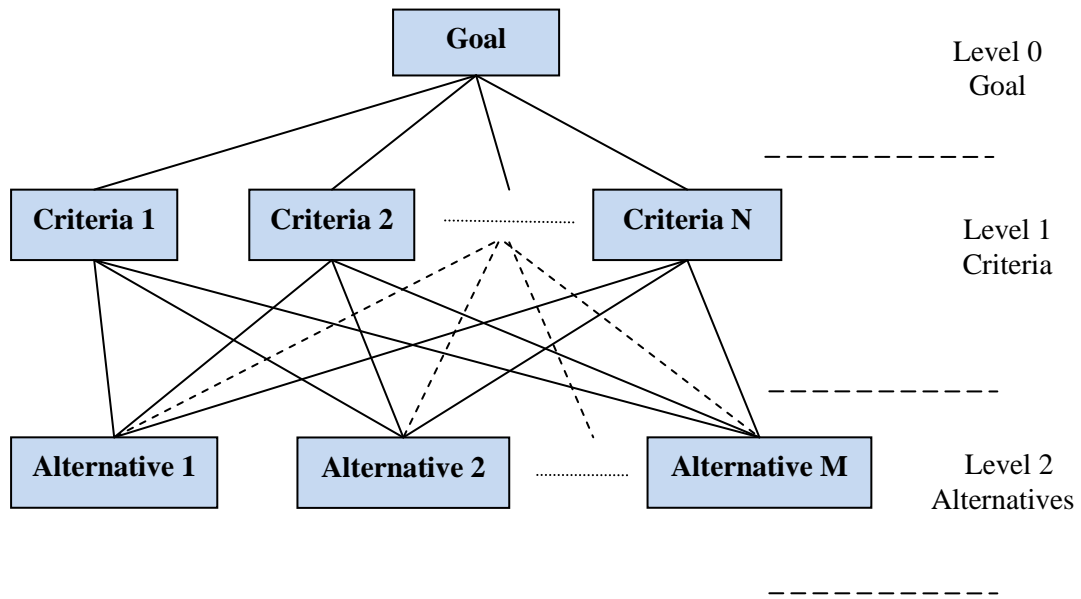 Goal
Level 0
Goal
Criteria 1
Criteria 2
Criteria N
Level 1
Criteria
Alternative 1
Alternative 2
Alternative M
Level 2
Alternatives